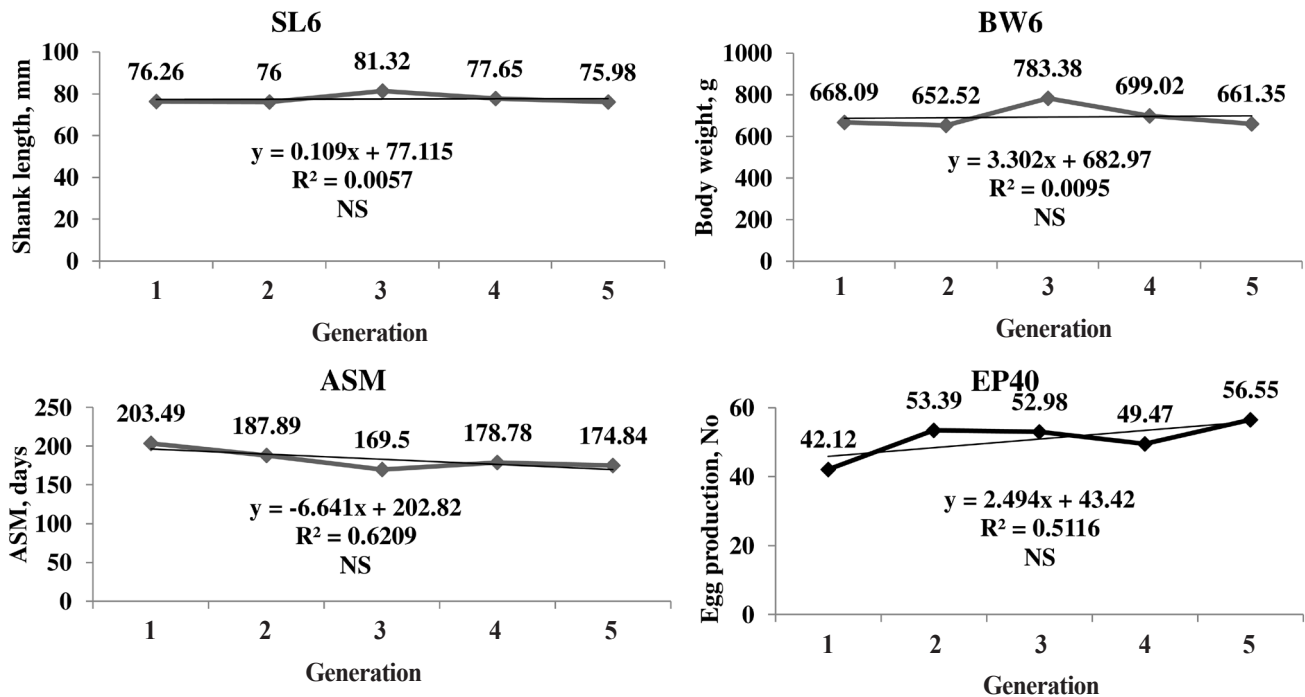 SL6
Shank length, mm
100
80
60
40
20
0
76.26
76
81.32
77.65
75.98
y = 0.109x + 77.115
R² = 0.0057
NS
1
2
3
4
5
Generation
BW6
Body weight, g
1000
800
600
400
200
0
668.09
652.52
783.38
699.02
661.35
y = 3.302x + 682.97
R² = 0.0095
NS
1
2
3
4
5
Generation
ASM
ASM, days
250
200
150
100
50
0
203.49
187.89
169.5
178.78
174.84
y = -6.641x + 202.82
R² = 0.6209
NS
1
2
3
4
5
Generation
EP40
Egg production, No
60
40
20
0
42.12
53.39
52.98
49.47
56.55
y = 2.494x + 43.42
R² = 0.5116
NS
1
2
3
4
5
Generation